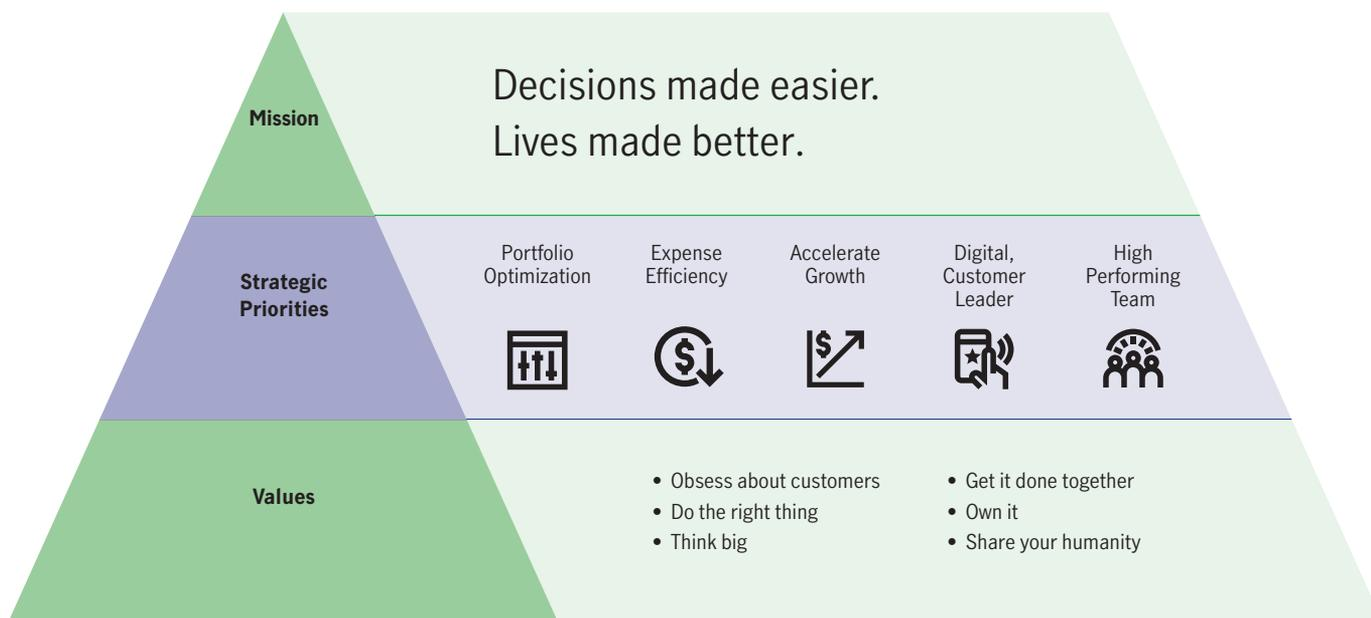 Mission
Decisions made easier.
Lives made better.
Strategic
Priorities
Portfolio
Optimization
Expense
Efficiency
Accelerate
Growth
Digital,
Customer
Leader
High
Performing
Team
$
$
Values
• Obsess about customers
• Do the right thing
• Think big
• Get it done together
• Own it
• Share your humanity